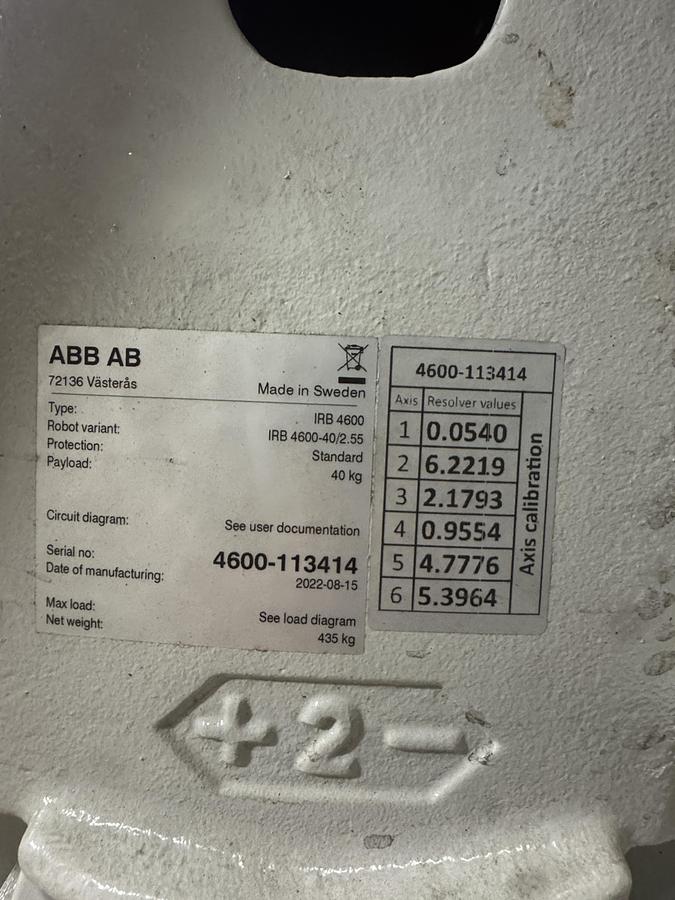 ABB AB
72136 Västerås
Made in Sweden
Type: IRB 4600
Robot variant: IRB 4600-40/2.55
Protection: Standard
Payload: 40 kg
Circuit diagram: See user documentation
Serial no: 4600-113414
Date of manufacturing: 2022-08-15
Max load: See load diagram
Net weight: 435 kg
4600-113414
Axis Resolver values
1 0.0540
2 6.2219
3 2.1793
4 0.9554
5 4.7776
6 5.3964
Axis calibration
+ 2 -